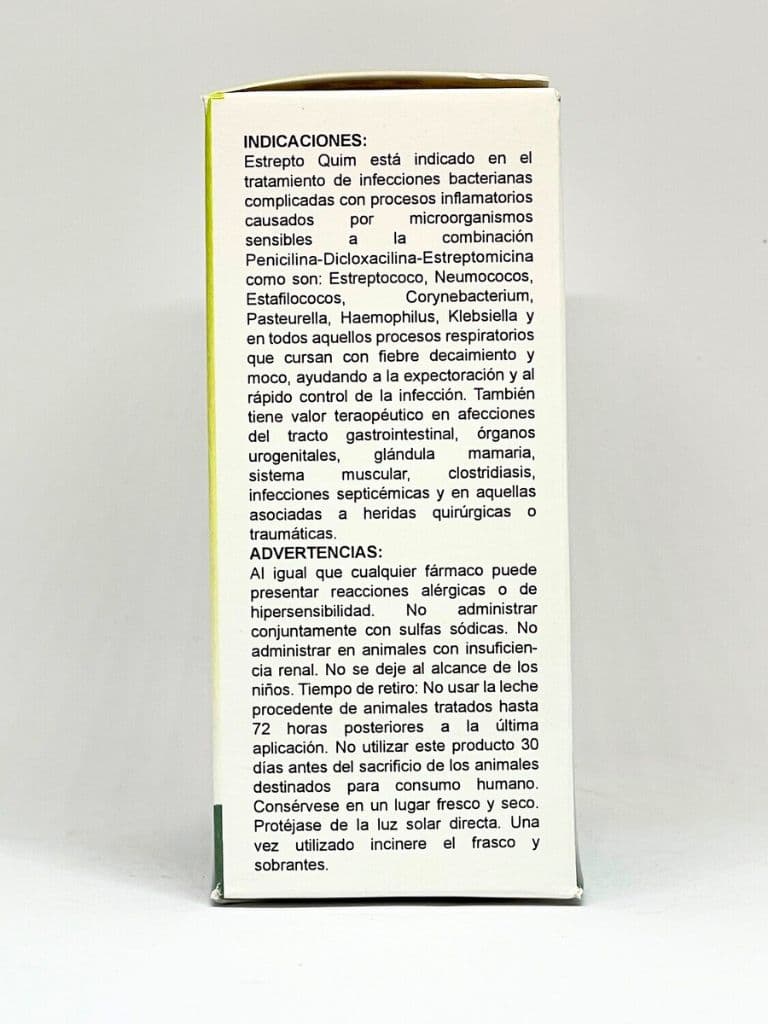 INDICACIONES:
Estrepto Quim está indicado en el
tratamiento de infecciones bacterianas
complicadas con procesos inflamatorios
causados por microorganismos
sensibles a la combinación
Penicilina-Dicloxacilina-Estreptomicina
como son: Estreptococo, Neumococos,
Estafilococos, Corynebacterium,
Pasteurella, Haemophilus, Klebsiella y
en todos aquellos procesos respiratorios
que cursan con fiebre decaimiento y
moco, ayudando a la expectoración y al
rápido control de la infección. También
tiene valor teraopéutico en afecciones
del tracto gastrointestinal, órganos
urogenitales, glándula mamaria,
sistema muscular, clostridiasis,
infecciones septicémicas y en aquellas
asociadas a heridas quirúrgicas o
traumáticas.
ADVERTENCIAS:
Al igual que cualquier fármaco puede
presentar reacciones alérgicas o de
hipersensibilidad. No administrar
conjuntamente con sulfas sódicas. No
administrar en animales con insuficien-
cia renal. No se deje al alcance de los
niños. Tiempo de retiro: No usar la leche
procedente de animales tratados hasta
72 horas posteriores a la última
aplicación. No utilizar este producto 30
días antes del sacrificio de los animales
destinados para consumo humano.
Consérvese en un lugar fresco y seco.
Protéjase de la luz solar directa. Una
vez utilizado incinere el frasco y
sobrantes.